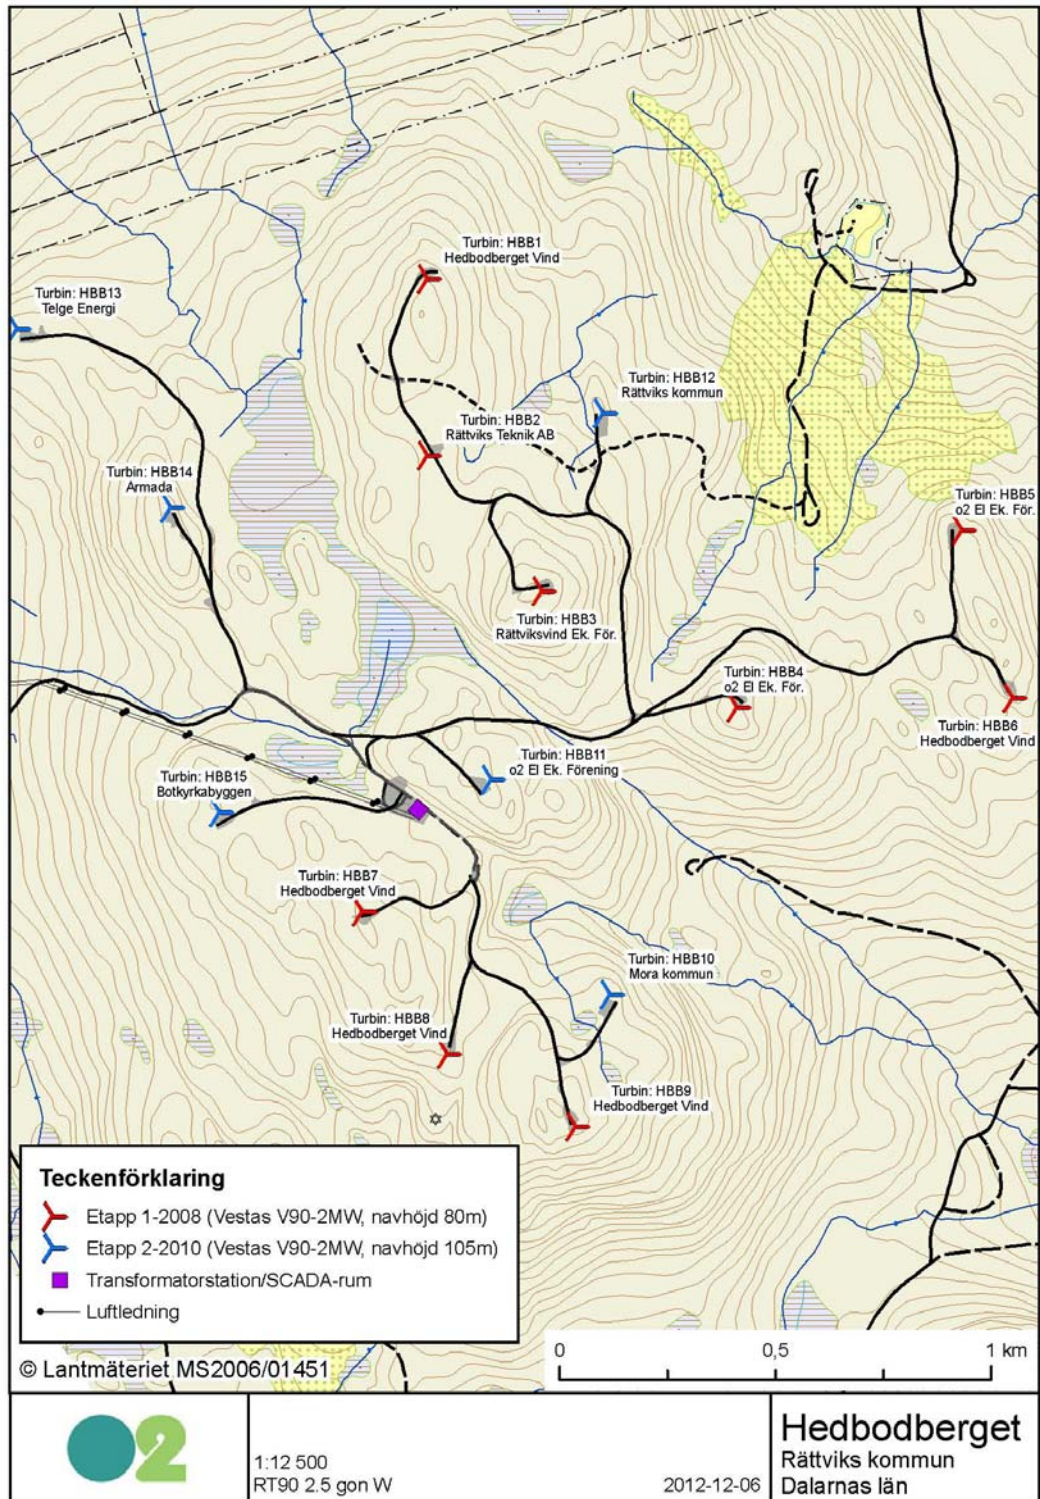 Turbin: HBB1
Hedbodberget Vind
Turbin: HBB13
Telge Energi
Turbin: HBB12
Rättviks kommun
Turbin: HBB2
Rättviks Teknik AB
Turbin: HBB14
Armada
Turbin: HBB5
o2 El Ek. För.
Turbin: HBB3
Rättviksvind Ek. För.
Turbin: HBB4
o2 El Ek. För.
Turbin: HBB6
Hedbodberget Vind
Turbin: HBB11
o2 El Ek. Förening
Turbin: HBB15
Botkyrkabyggen
Turbin: HBB7
Hedbodberget Vind
Turbin: HBB10
Mora kommun
Turbin: HBB8
Hedbodberget Vind
Turbin: HBB9
Hedbodberget Vind
Teckenförklaring
Etapp 1-2008 (Vestas V90-2MW, navhöjd 80m)
Etapp 2-2010 (Vestas V90-2MW, navhöjd 105m)
Transformatorstation/SCADA-rum
Luftledning
© Lantmäteriet MS2006/01451
0 0,5 1 km
O2
1:12 500
RT90 2.5 gon W
2012-12-06
Hedbodberget
Rättviks kommun
Dalarnas län